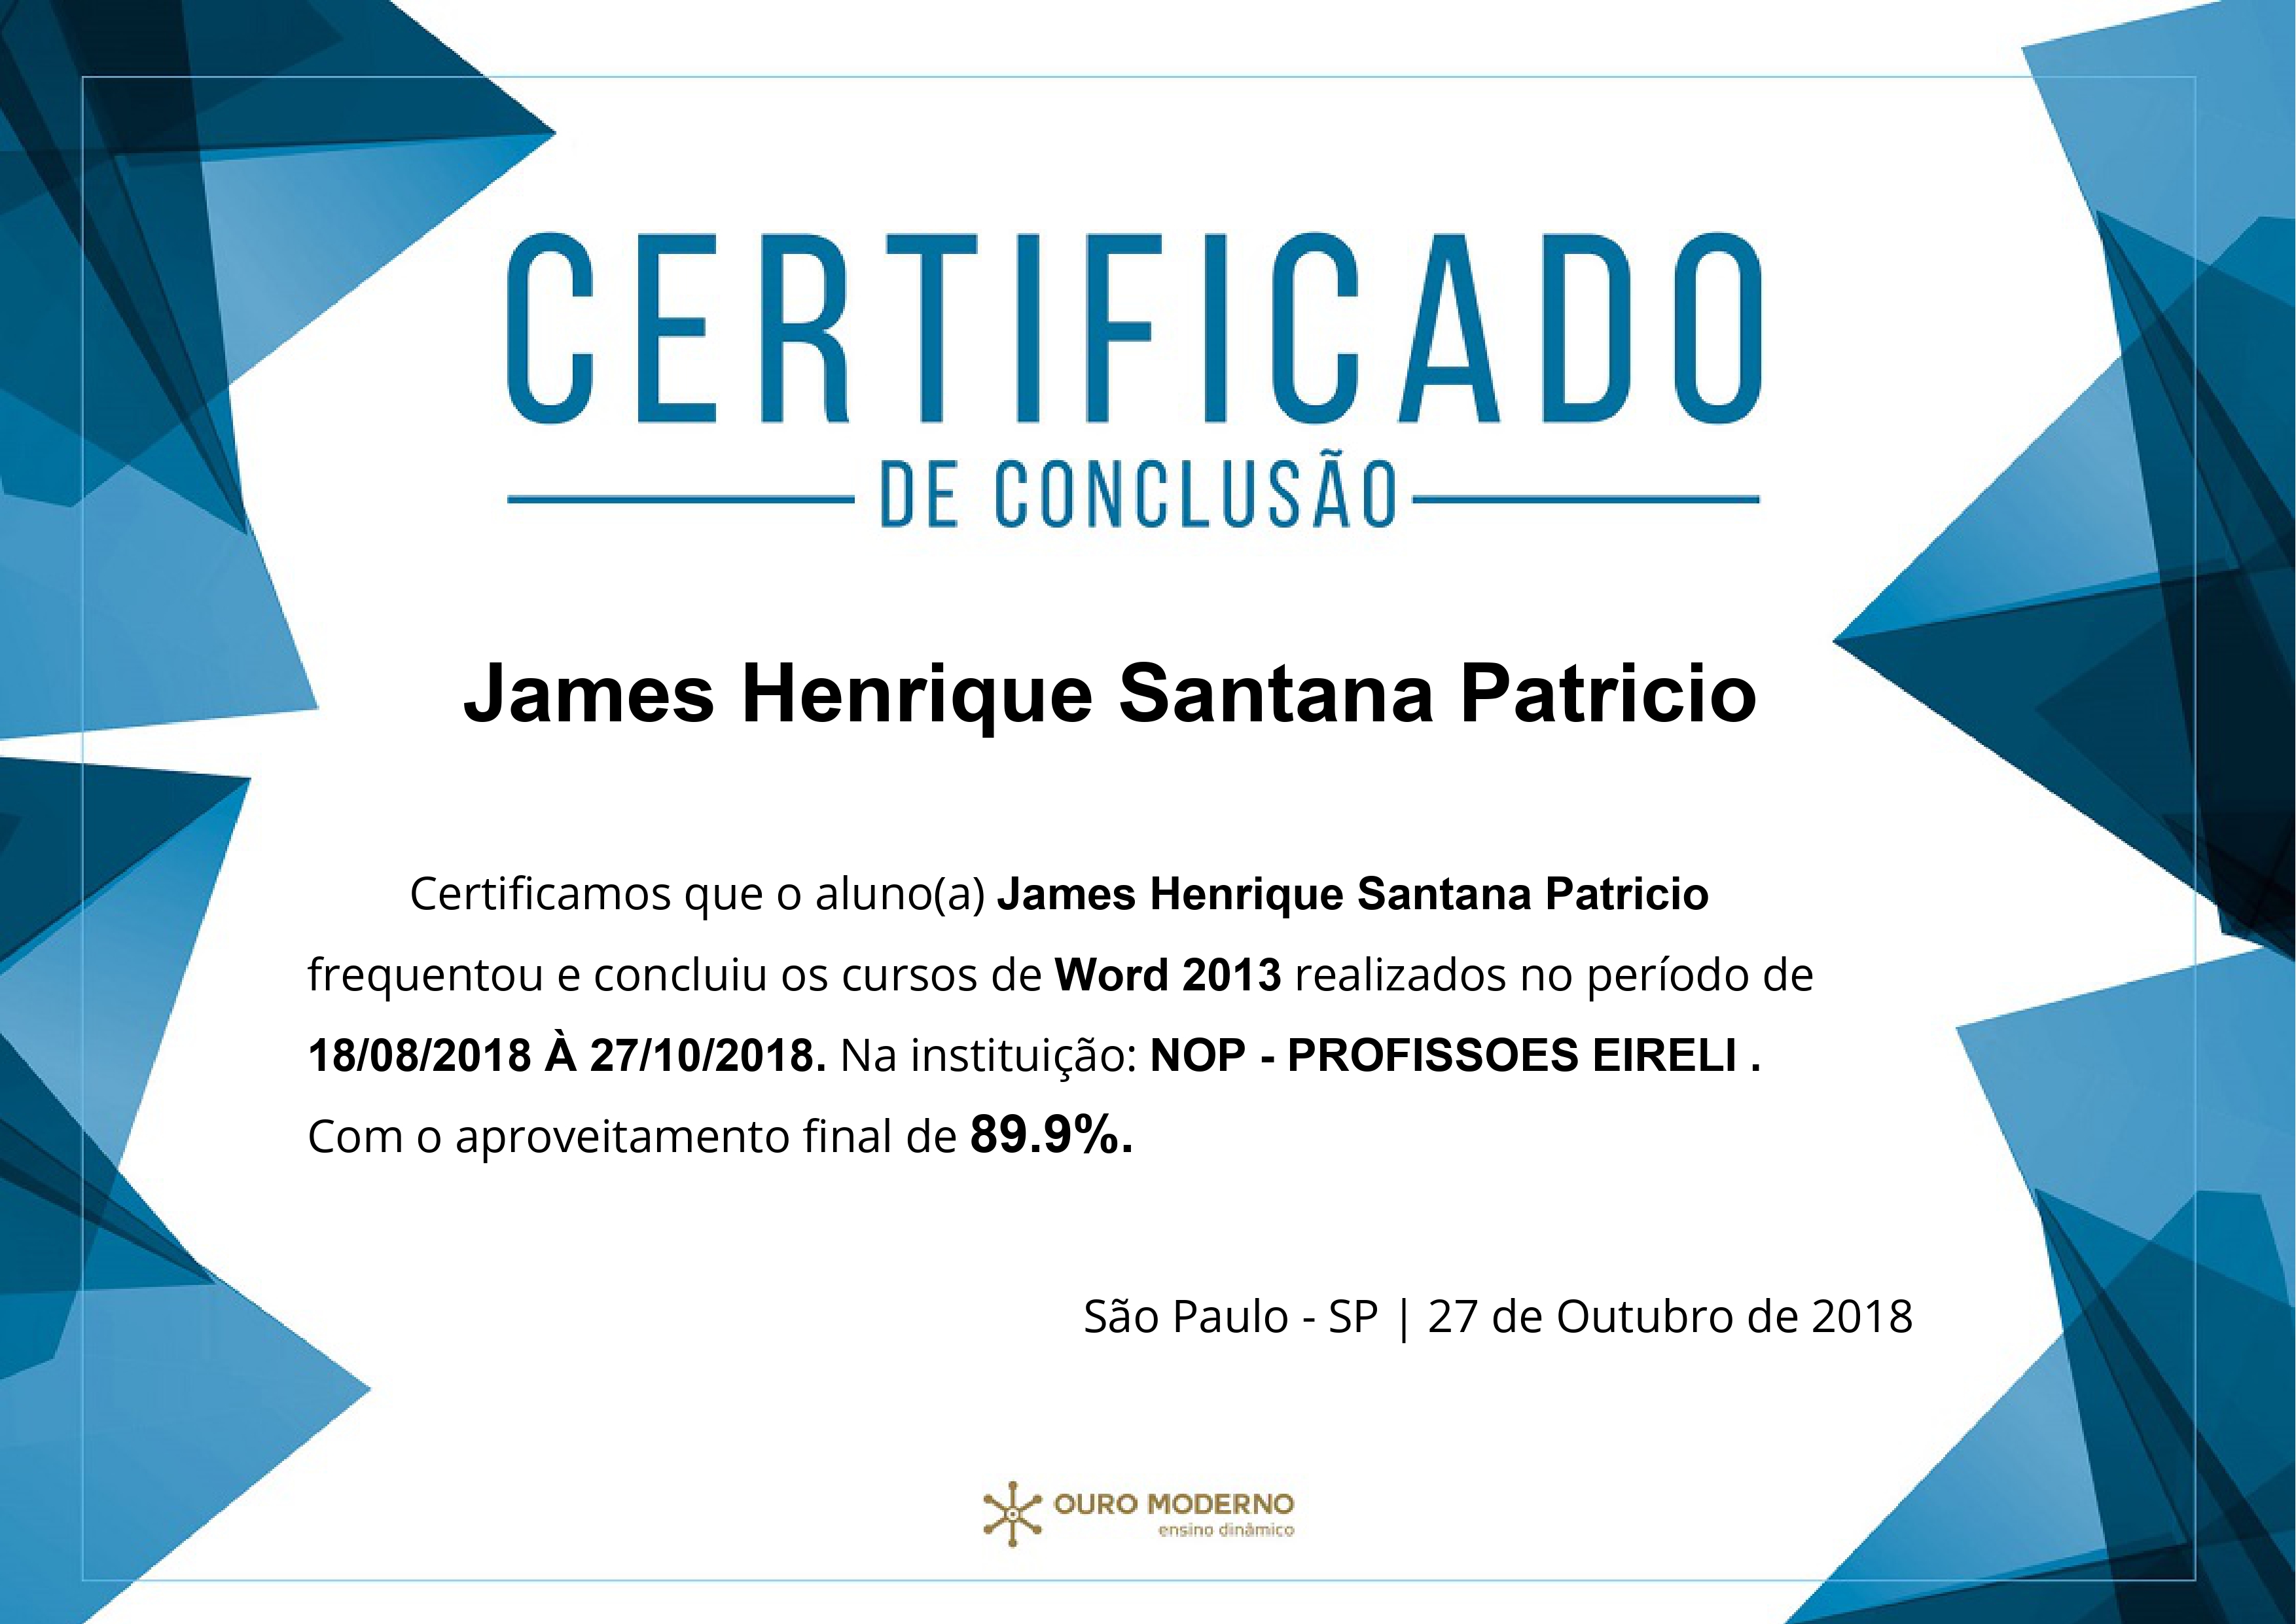 CERTIFICADO
DE CONCLUSÃO
James Henrique Santana Patricio
Certificamos que o aluno(a) James Henrique Santana Patricio
frequentou e concluiu os cursos de Word 2013 realizados no período de
18/08/2018 À 27/10/2018. Na instituição: NOP - PROFISSOES EIRELI .
Com o aproveitamento final de 89.9%.
São Paulo - SP | 27 de Outubro de 2018
OURO MODERNO
ensino dinâmico